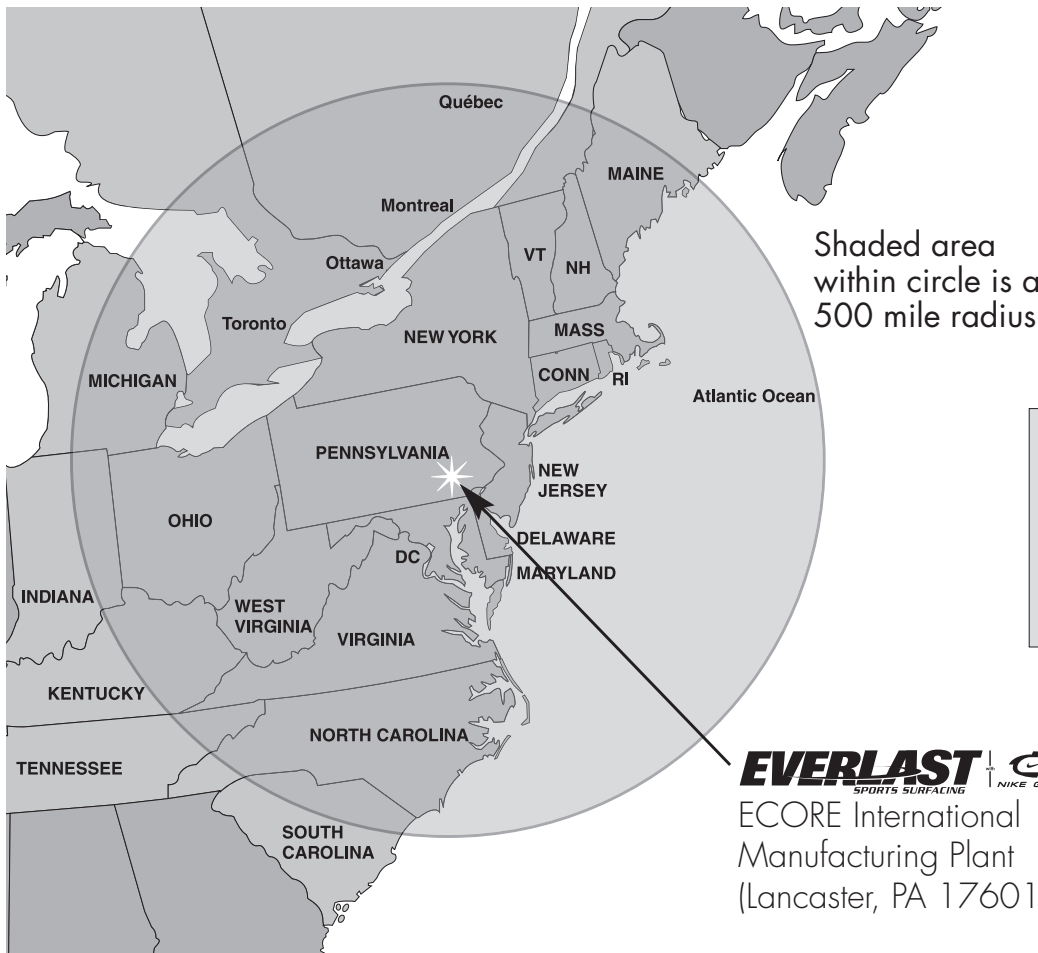 Québec
MAINE
Montreal
VT
NH
Ottawa
Shaded area
within circle is a
500 mile radius
Toronto
NEW YORK
MASS
MICHIGAN
CONN
RI
Atlantic Ocean
PENNSYLVANIA
NEW
JERSEY
OHIO
DELAWARE
DC
MARYLAND
INDIANA
WEST
VIRGINIA
VIRGINIA
KENTUCKY
NORTH CAROLINA
TENNESSEE
SOUTH
CAROLINA
EVERLAST
SPORTS SURFACING
with
NIKE G
ECORE International
Manufacturing Plant
(Lancaster, PA 17601